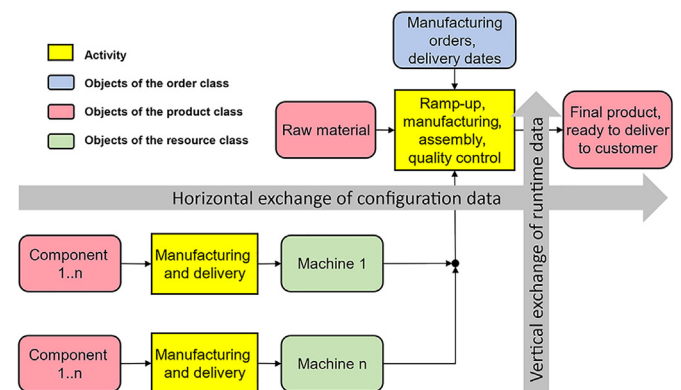 Manufacturing
orders,
delivery dates
Activity
Objects of the order class
Objects of the product class
Objects of the resource class
Raw material
Ramp-up,
manufacturing,
assembly,
quality control
Final product,
ready to deliver
to customer
Horizontal exchange of configuration data
Vertical exchange of runtime data
Component
1..n
Manufacturing
and delivery
Machine 1
Component
1..n
Manufacturing
and delivery
Machine n